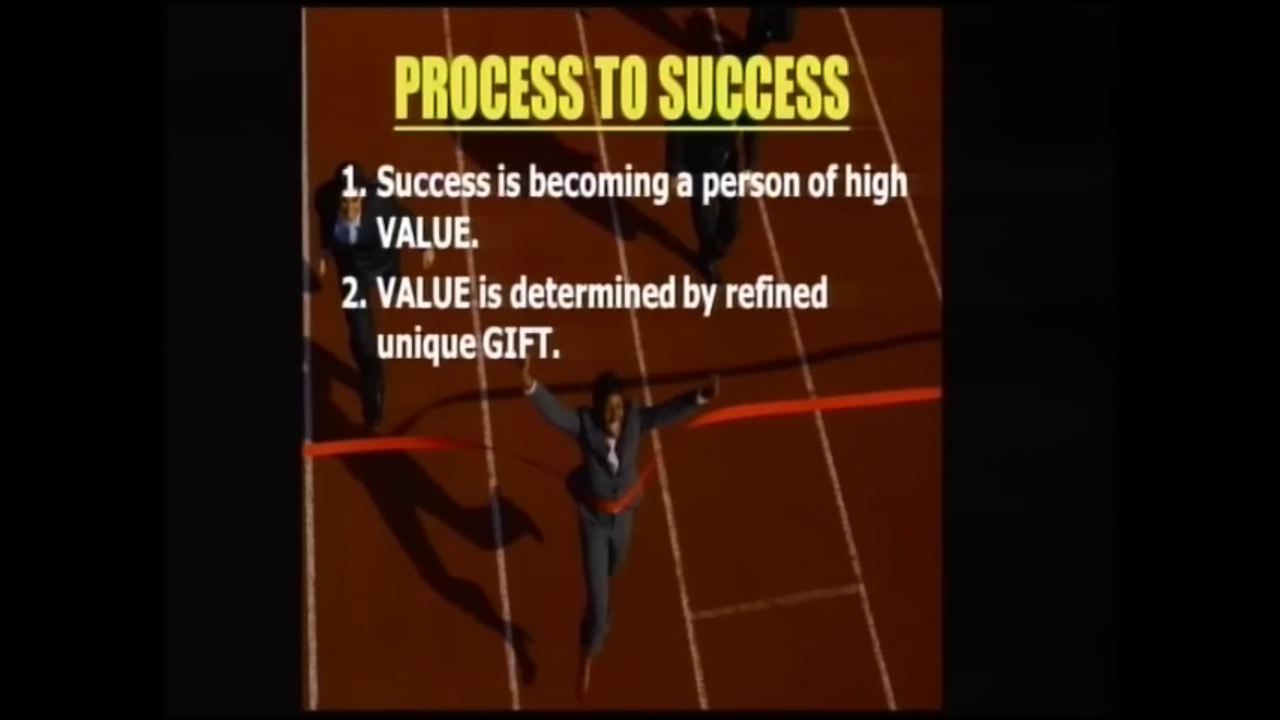 PROCESS TO SUCCESS
1. Success is becoming a person of high
VALUE.
2. VALUE is determined by refined
unique GIFT.